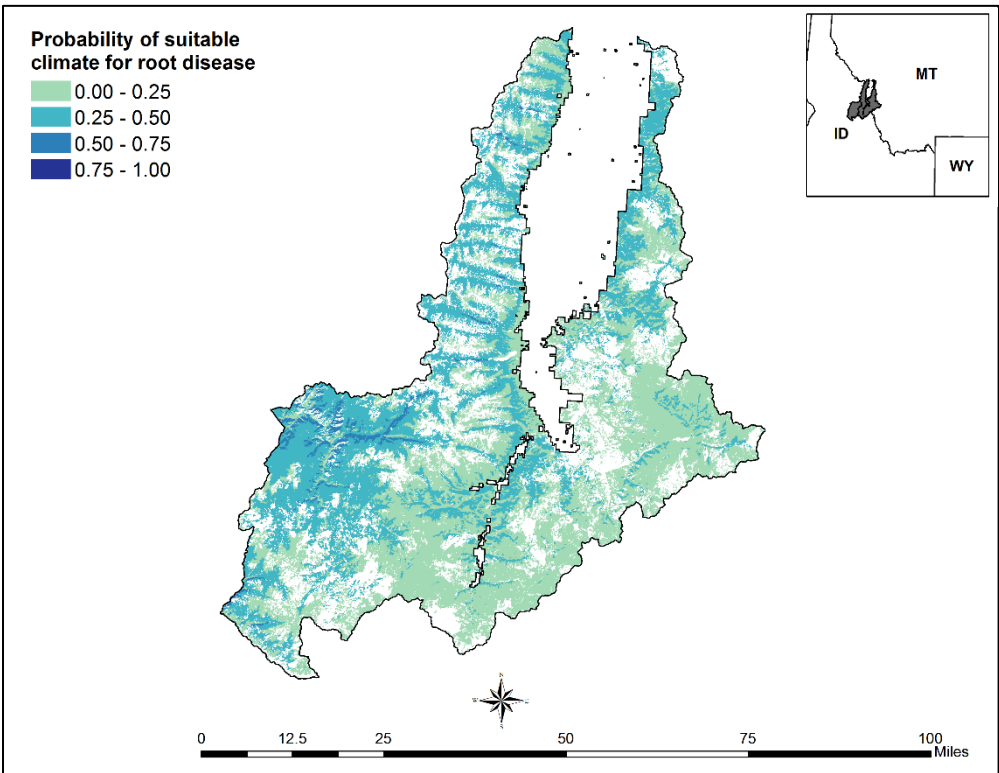 Probability of suitable
climate for root disease
0.00 - 0.25
0.25 - 0.50
0.50 - 0.75
0.75 - 1.00
MT
ID
WY
0 12.5 25 50 75 100
Miles